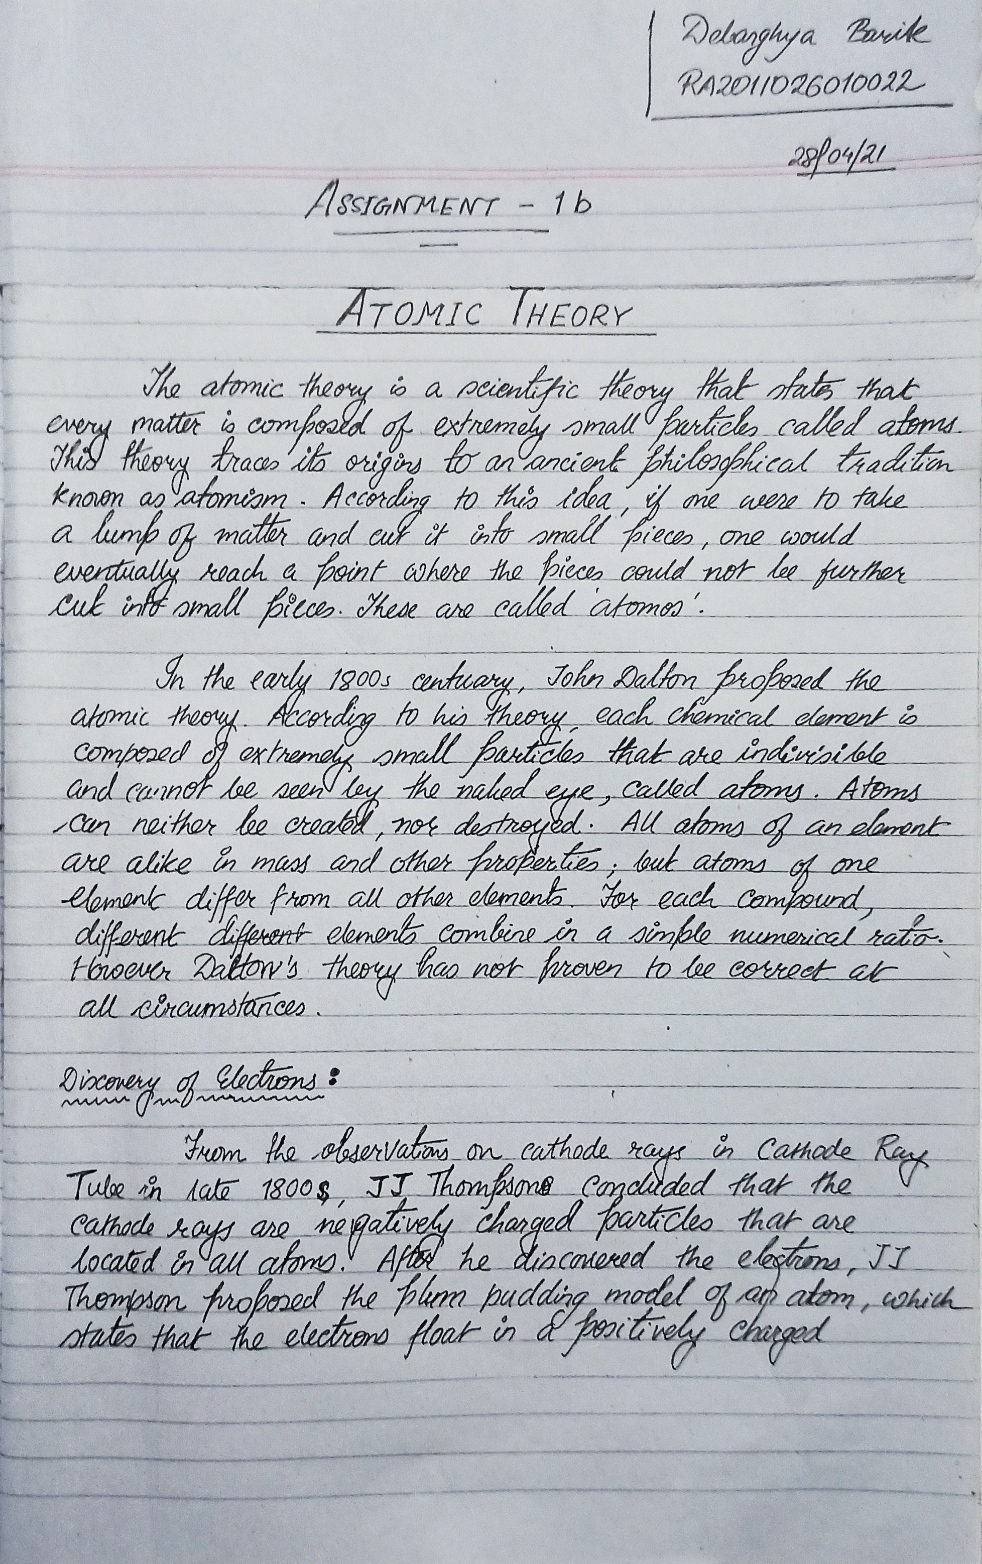 Debarghya Barik
RA2011026010022
28/04/21
ASSIGNMENT - 1b
ATOMIC THEORY
The atomic theory is a scientific theory that states that
every matter is composed of extremely small particles called atoms.
This theory traces its origins to an ancient philosophical tradition
known as atomism. According to this idea, if one were to take
a lump of matter and cut it into small pieces, one would
eventually reach a point where the pieces could not be further
cut into small pieces. These are called 'atomos'.
In the early 1800s centuary, John Dalton proposed the
atomic theory. According to his theory, each chemical element is
composed of extremely small particles that are indivisible
and cannot be seen by the naked eye, called atoms. Atoms
can neither be created, nor destroyed. All atoms of an element
are alike in mass and other properties; but atoms of one
element differ from all other elements. For each compound,
different different elements combine in a simple numerical ratio.
However Dalton's theory has not proven to be correct at
all circumstances.
Discovery of Electrons:
From the observations on cathode rays in Cathode Ray
Tube in late 1800s, JJ Thompson concluded that the
cathode rays are negatively charged particles that are
located in all atoms. After he discovered the electrons, JJ
Thompson proposed the plum pudding model of an atom, which
states that the electrons float in a positively charged